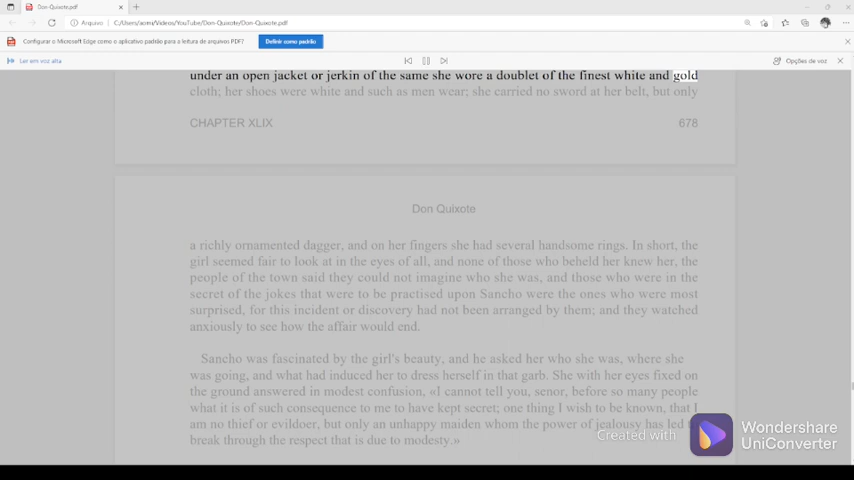 Don-Quixote.pdf
Arquivo C:/Users/aoren/Videos/YouTube/Don-Quixote/Don-Quixote.pdf
Configurar o Microsoft Edge como o aplicativo padrão para a leitura de arquivos PDF? Definir como padrão
Ler em voz alta Opções de voz
under an open jacket or jerkin of the same she wore a doublet of the finest white and gold
cloth; her shoes were white and such as men wear; she carried no sword at her belt, but only
CHAPTER XLIX 678
Don Quixote
a richly ornamented dagger, and on her fingers she had several handsome rings. In short, the
girl seemed fair to look at in the eyes of all, and none of those who beheld her knew her, the
people of the town said they could not imagine who she was, and those who were in the
secret of the jokes that were to be practised upon Sancho were the ones who were most
surprised, for this incident or discovery had not been arranged by them; and they watched
anxiously to see how the affair would end.
Sancho was fascinated by the girl's beauty, and he asked her who she was, where she
was going, and what had induced her to dress herself in that garb. She with her eyes fixed on
the ground answered in modest confusion, «I cannot tell you, senor, before so many people
what it is of such consequence to me to have kept secret; one thing I wish to be known, that I
am no thief or evildoer, but only an unhappy maiden whom the power of jealousy has led
break through the respect that is due to modesty.»
Created with Wondershare
UniConverter